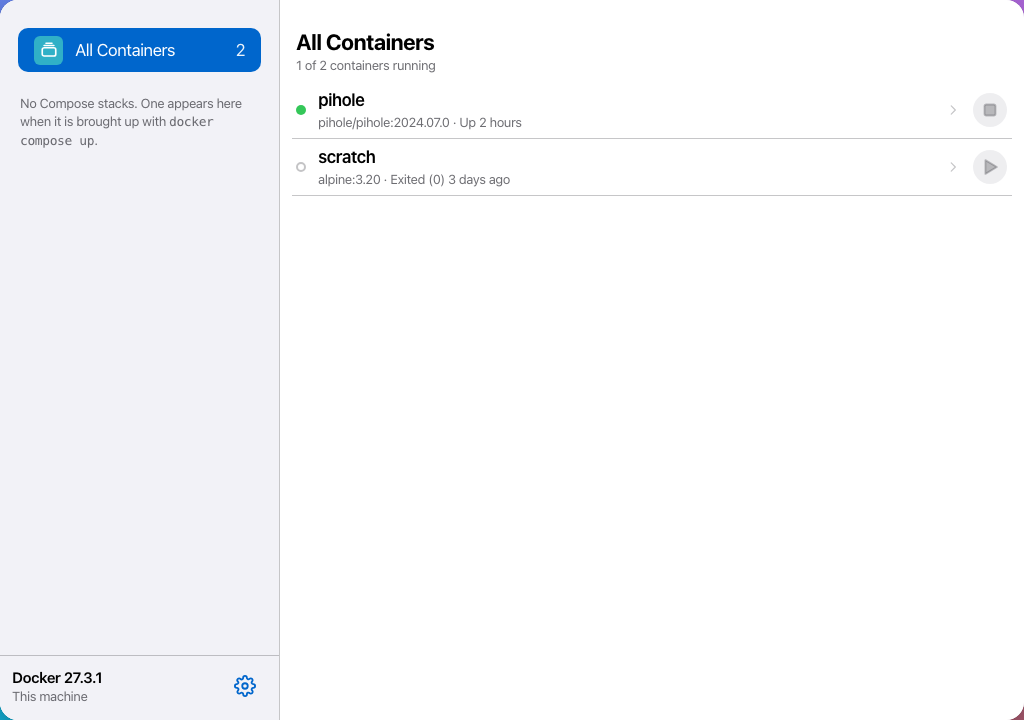 All Containers 2
No Compose stacks. One appears here
when it is brought up with docker
compose up.
Docker 27.3.1
This machine
All Containers
1 of 2 containers running
pihole
pihole/pihole:2024.07.0 · Up 2 hours
scratch
alpine:3.20 · Exited (0) 3 days ago